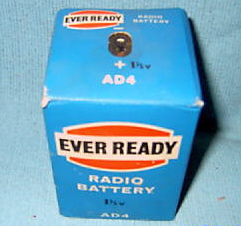 EVER READY
RADIO
BATTERY
+ 1½v
AD4
EVER READY
RADIO
BATTERY
1½v
AD4